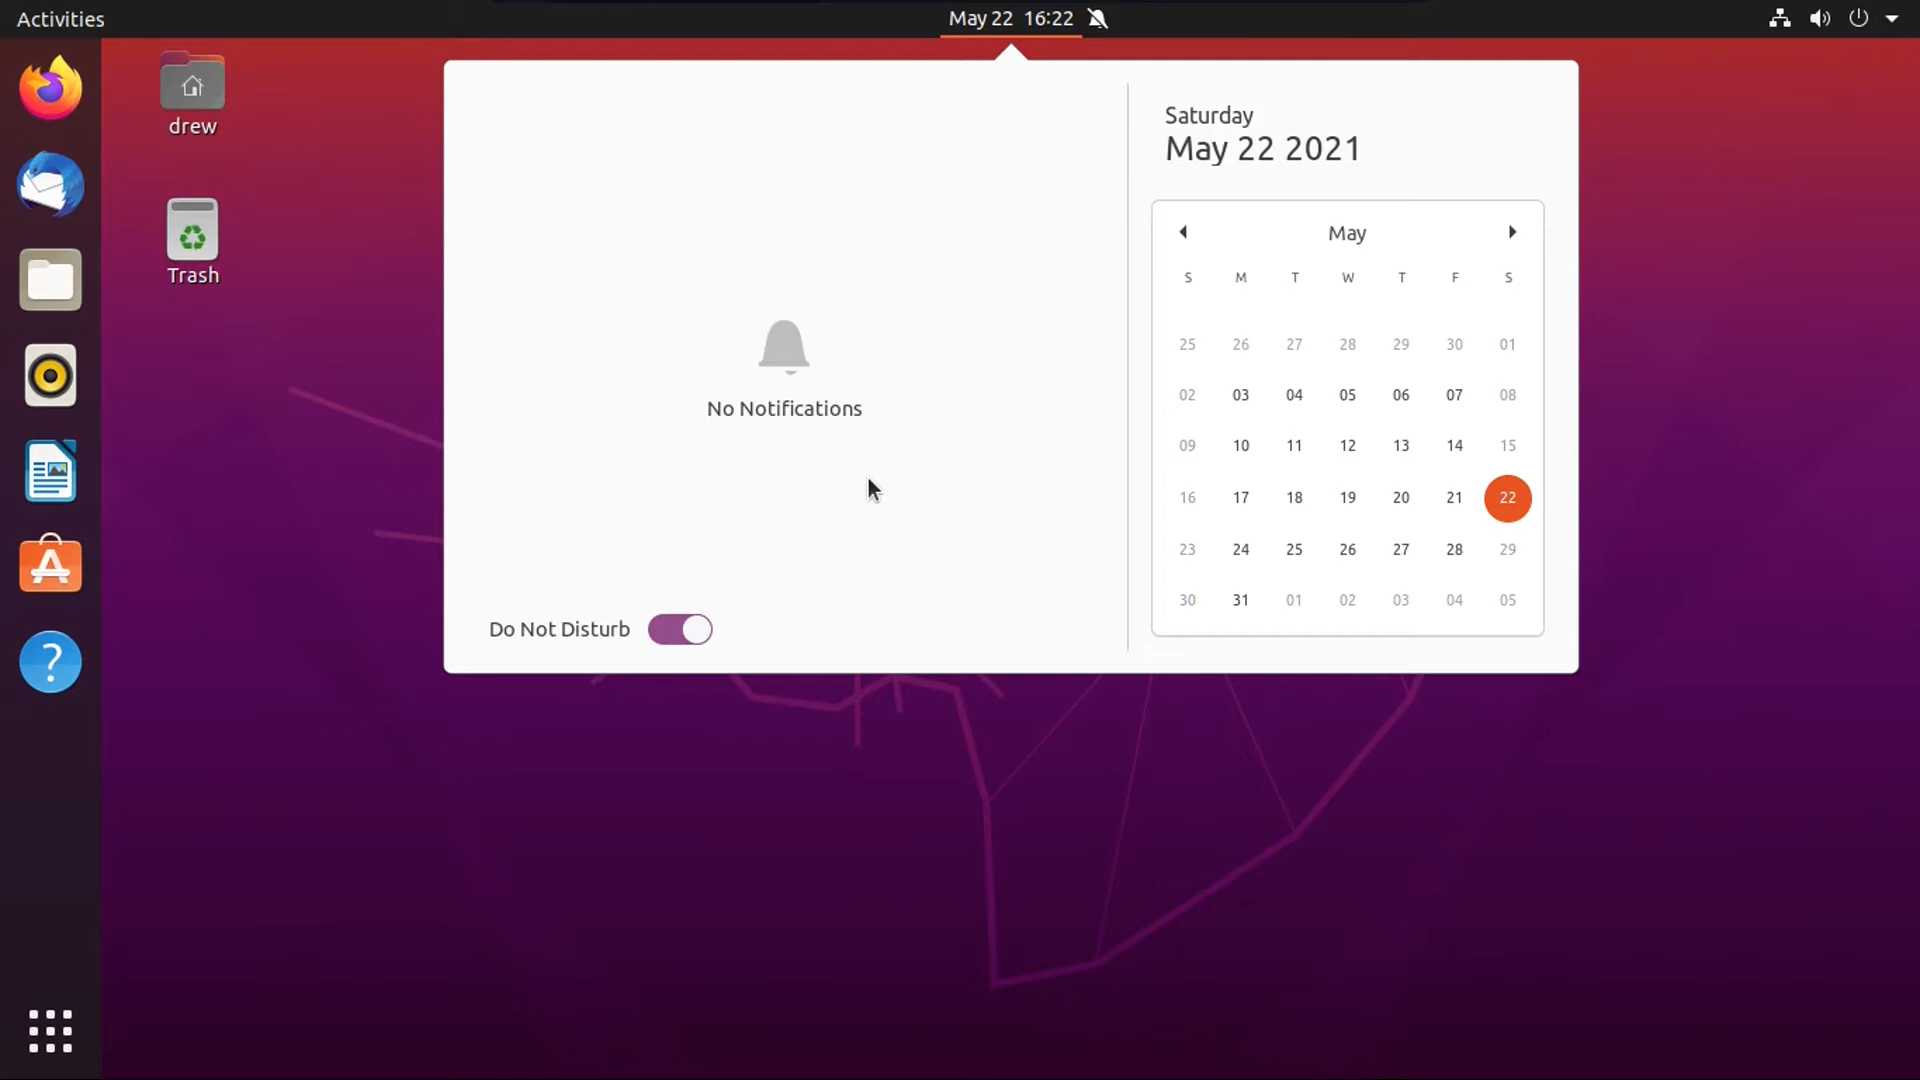 Activities
May 22 16:22
drew
Trash
No Notifications
Do Not Disturb
Saturday
May 22 2021
May
S M T W T F S
25 26 27 28 29 30 01
02 03 04 05 06 07 08
09 10 11 12 13 14 15
16 17 18 19 20 21 22
23 24 25 26 27 28 29
30 31 01 02 03 04 05